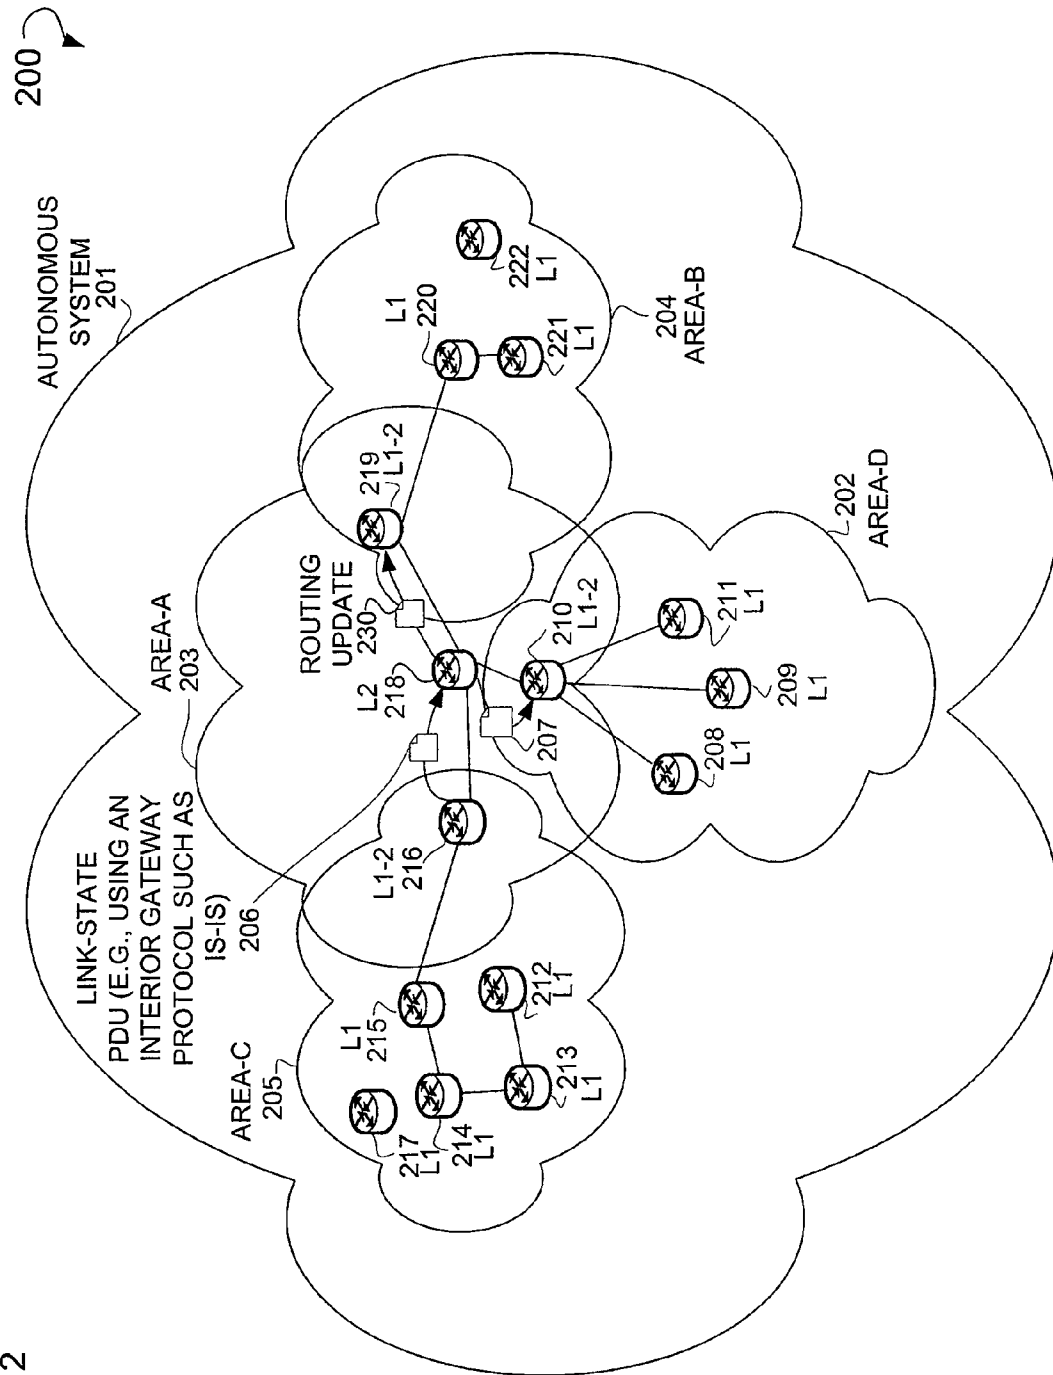 200
AUTONOMOUS
SYSTEM
201
AREA-A
203
LINK-STATE
PDU (E.G., USING AN
INTERIOR GATEWAY
PROTOCOL SUCH AS
IS-IS)
206
AREA-C
205
217
L1
214
L1
L1
215
213
L1
212
L1
L1-2
216
L2
218
ROUTING
UPDATE
230
219
L1-2
207
210
L1-2
208
L1
209
L1
211
L1
202
AREA-D
L1
220
221
L1
222
L1
204
AREA-B
2